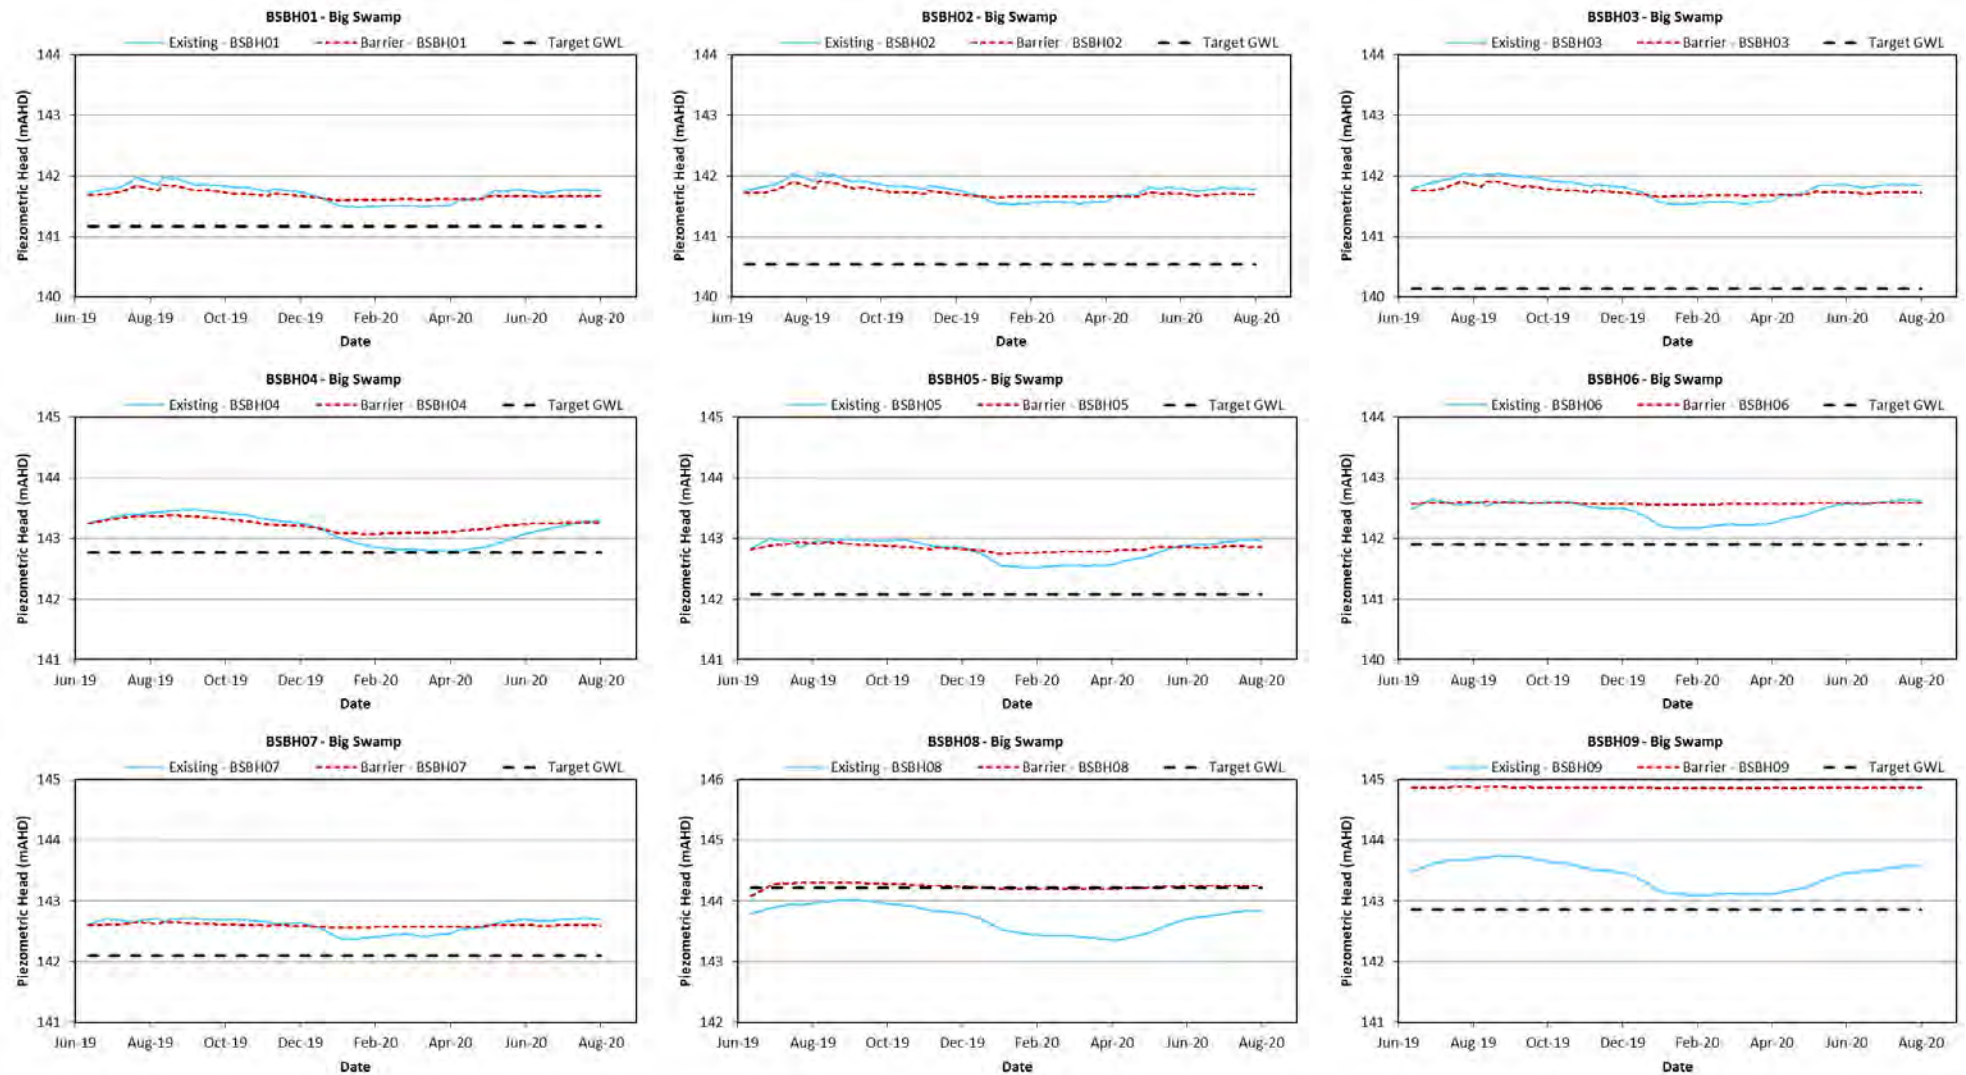 BSBH01 - Big Swamp
Existing - BSBH01 Barrier - BSBH01 Target GWL
Piezometric Head (mAHD)
144
143
142
141
140
Jun-19 Aug-19 Oct-19 Dec-19 Feb-20 Apr-20 Jun-20 Aug-20
Date
BSBH02 - Big Swamp
Existing - BSBH02 Barrier - BSBH02 Target GWL
Piezometric Head (mAHD)
144
143
142
141
140
Jun-19 Aug-19 Oct-19 Dec-19 Feb-20 Apr-20 Jun-20 Aug-20
Date
BSBH03 - Big Swamp
Existing - BSBH03 Barrier - BSBH03 Target GWL
Piezometric Head (mAHD)
144
143
142
141
140
Jun-19 Aug-19 Oct-19 Dec-19 Feb-20 Apr-20 Jun-20 Aug-20
Date
BSBH04 - Big Swamp
Existing - BSBH04 Barrier - BSBH04 Target GWL
Piezometric Head (mAHD)
145
144
143
142
141
Jun-19 Aug-19 Oct-19 Dec-19 Feb-20 Apr-20 Jun-20 Aug-20
Date
BSBH05 - Big Swamp
Existing - BSBH05 Barrier - BSBH05 Target GWL
Piezometric Head (mAHD)
145
144
143
142
141
Jun-19 Aug-19 Oct-19 Dec-19 Feb-20 Apr-20 Jun-20 Aug-20
Date
BSBH06 - Big Swamp
Existing - BSBH06 Barrier - BSBH06 Target GWL
Piezometric Head (mAHD)
144
143
142
141
140
Jun-19 Aug-19 Oct-19 Dec-19 Feb-20 Apr-20 Jun-20 Aug-20
Date
BSBH07 - Big Swamp
Existing - BSBH07 Barrier - BSBH07 Target GWL
Piezometric Head (mAHD)
145
144
143
142
141
Jun-19 Aug-19 Oct-19 Dec-19 Feb-20 Apr-20 Jun-20 Aug-20
Date
BSBH08 - Big Swamp
Existing - BSBH08 Barrier - BSBH08 Target GWL
Piezometric Head (mAHD)
146
145
144
143
142
Jun-19 Aug-19 Oct-19 Dec-19 Feb-20 Apr-20 Jun-20 Aug-20
Date
BSBH09 - Big Swamp
Existing - BSBH09 Barrier - BSBH09 Target GWL
Piezometric Head (mAHD)
145
144
143
142
141
Jun-19 Aug-19 Oct-19 Dec-19 Feb-20 Apr-20 Jun-20 Aug-20
Date